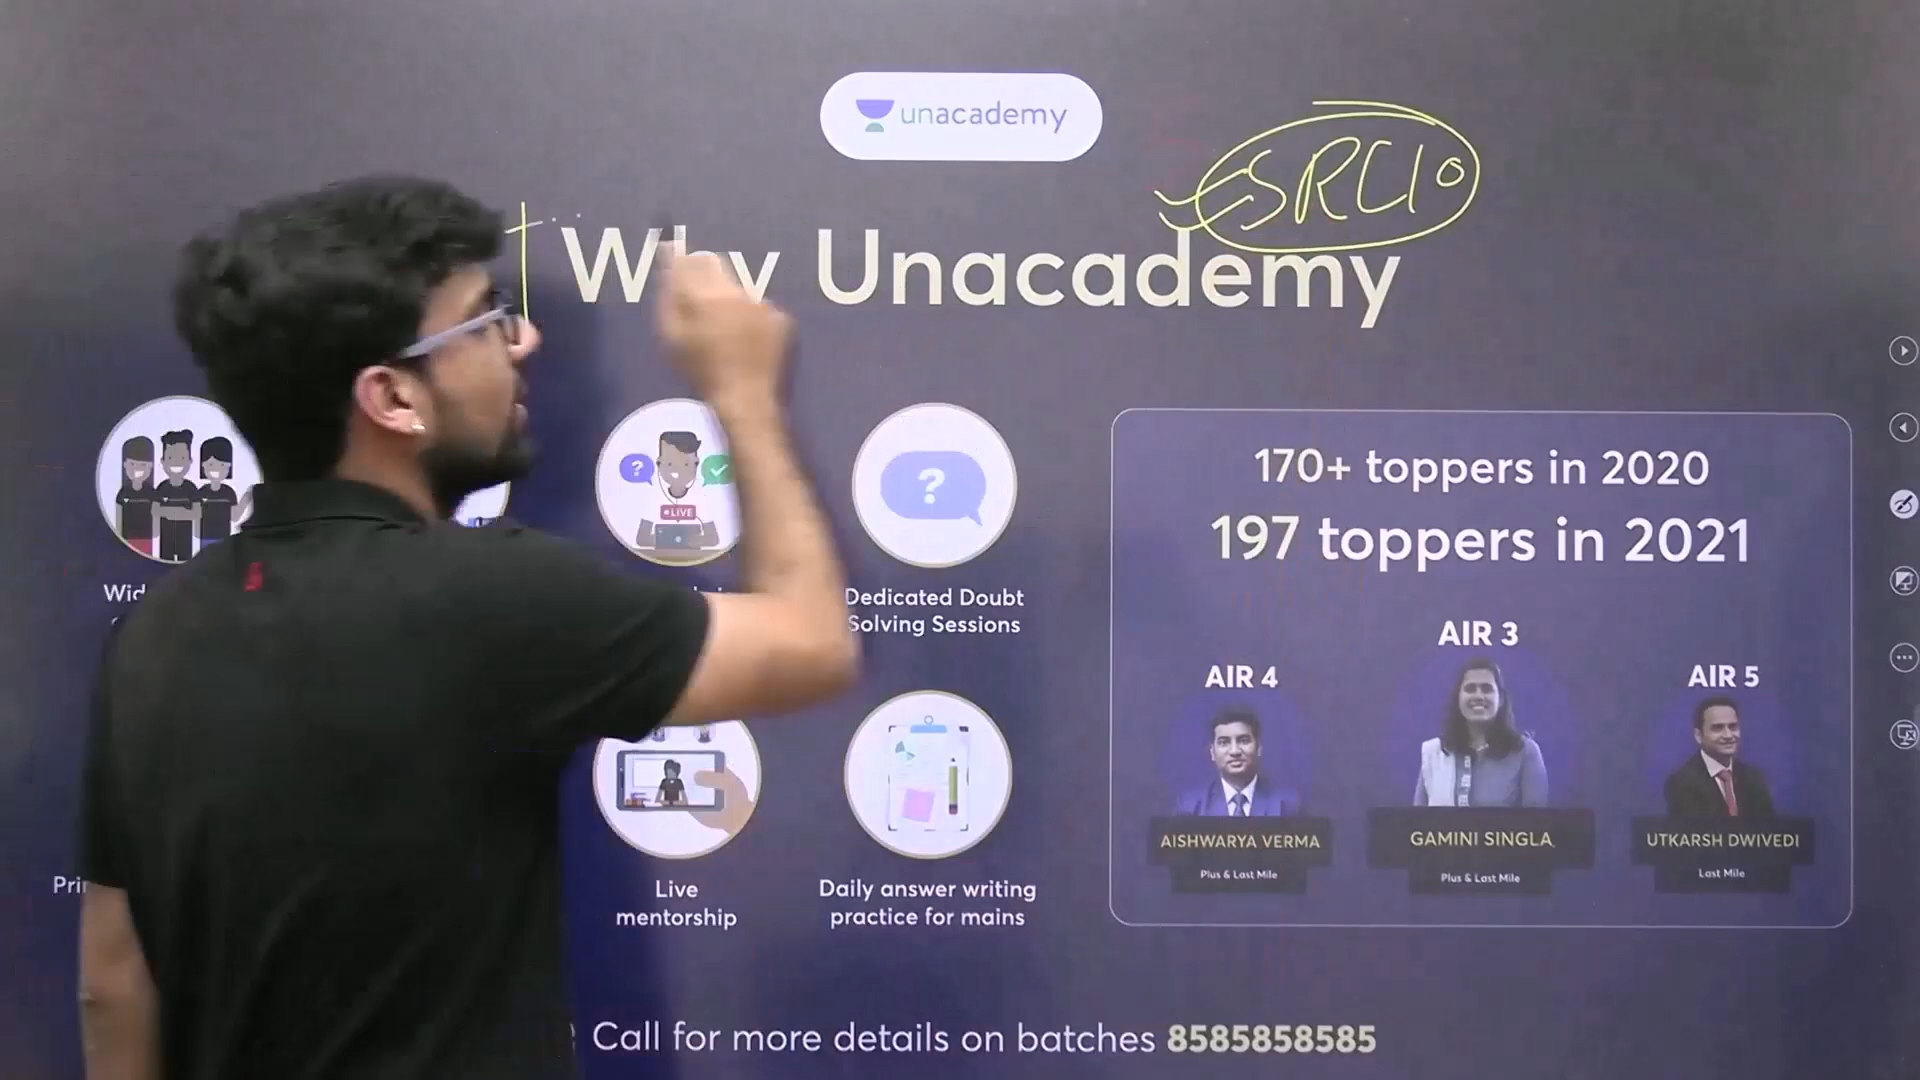 unacademy
SRC10
Why Unacademy
LIVE
Dedicated Doubt
Solving Sessions
Live
mentorship
Daily answer writing
practice for mains
170+ toppers in 2020
197 toppers in 2021
AIR 4
AIR 3
AIR 5
AISHWARYA VERMA
Plus & Last Mile
GAMINI SINGLA
Plus & Last Mile
UTKARSH DWIVEDI
Last Mile
Call for more details on batches 8585858585